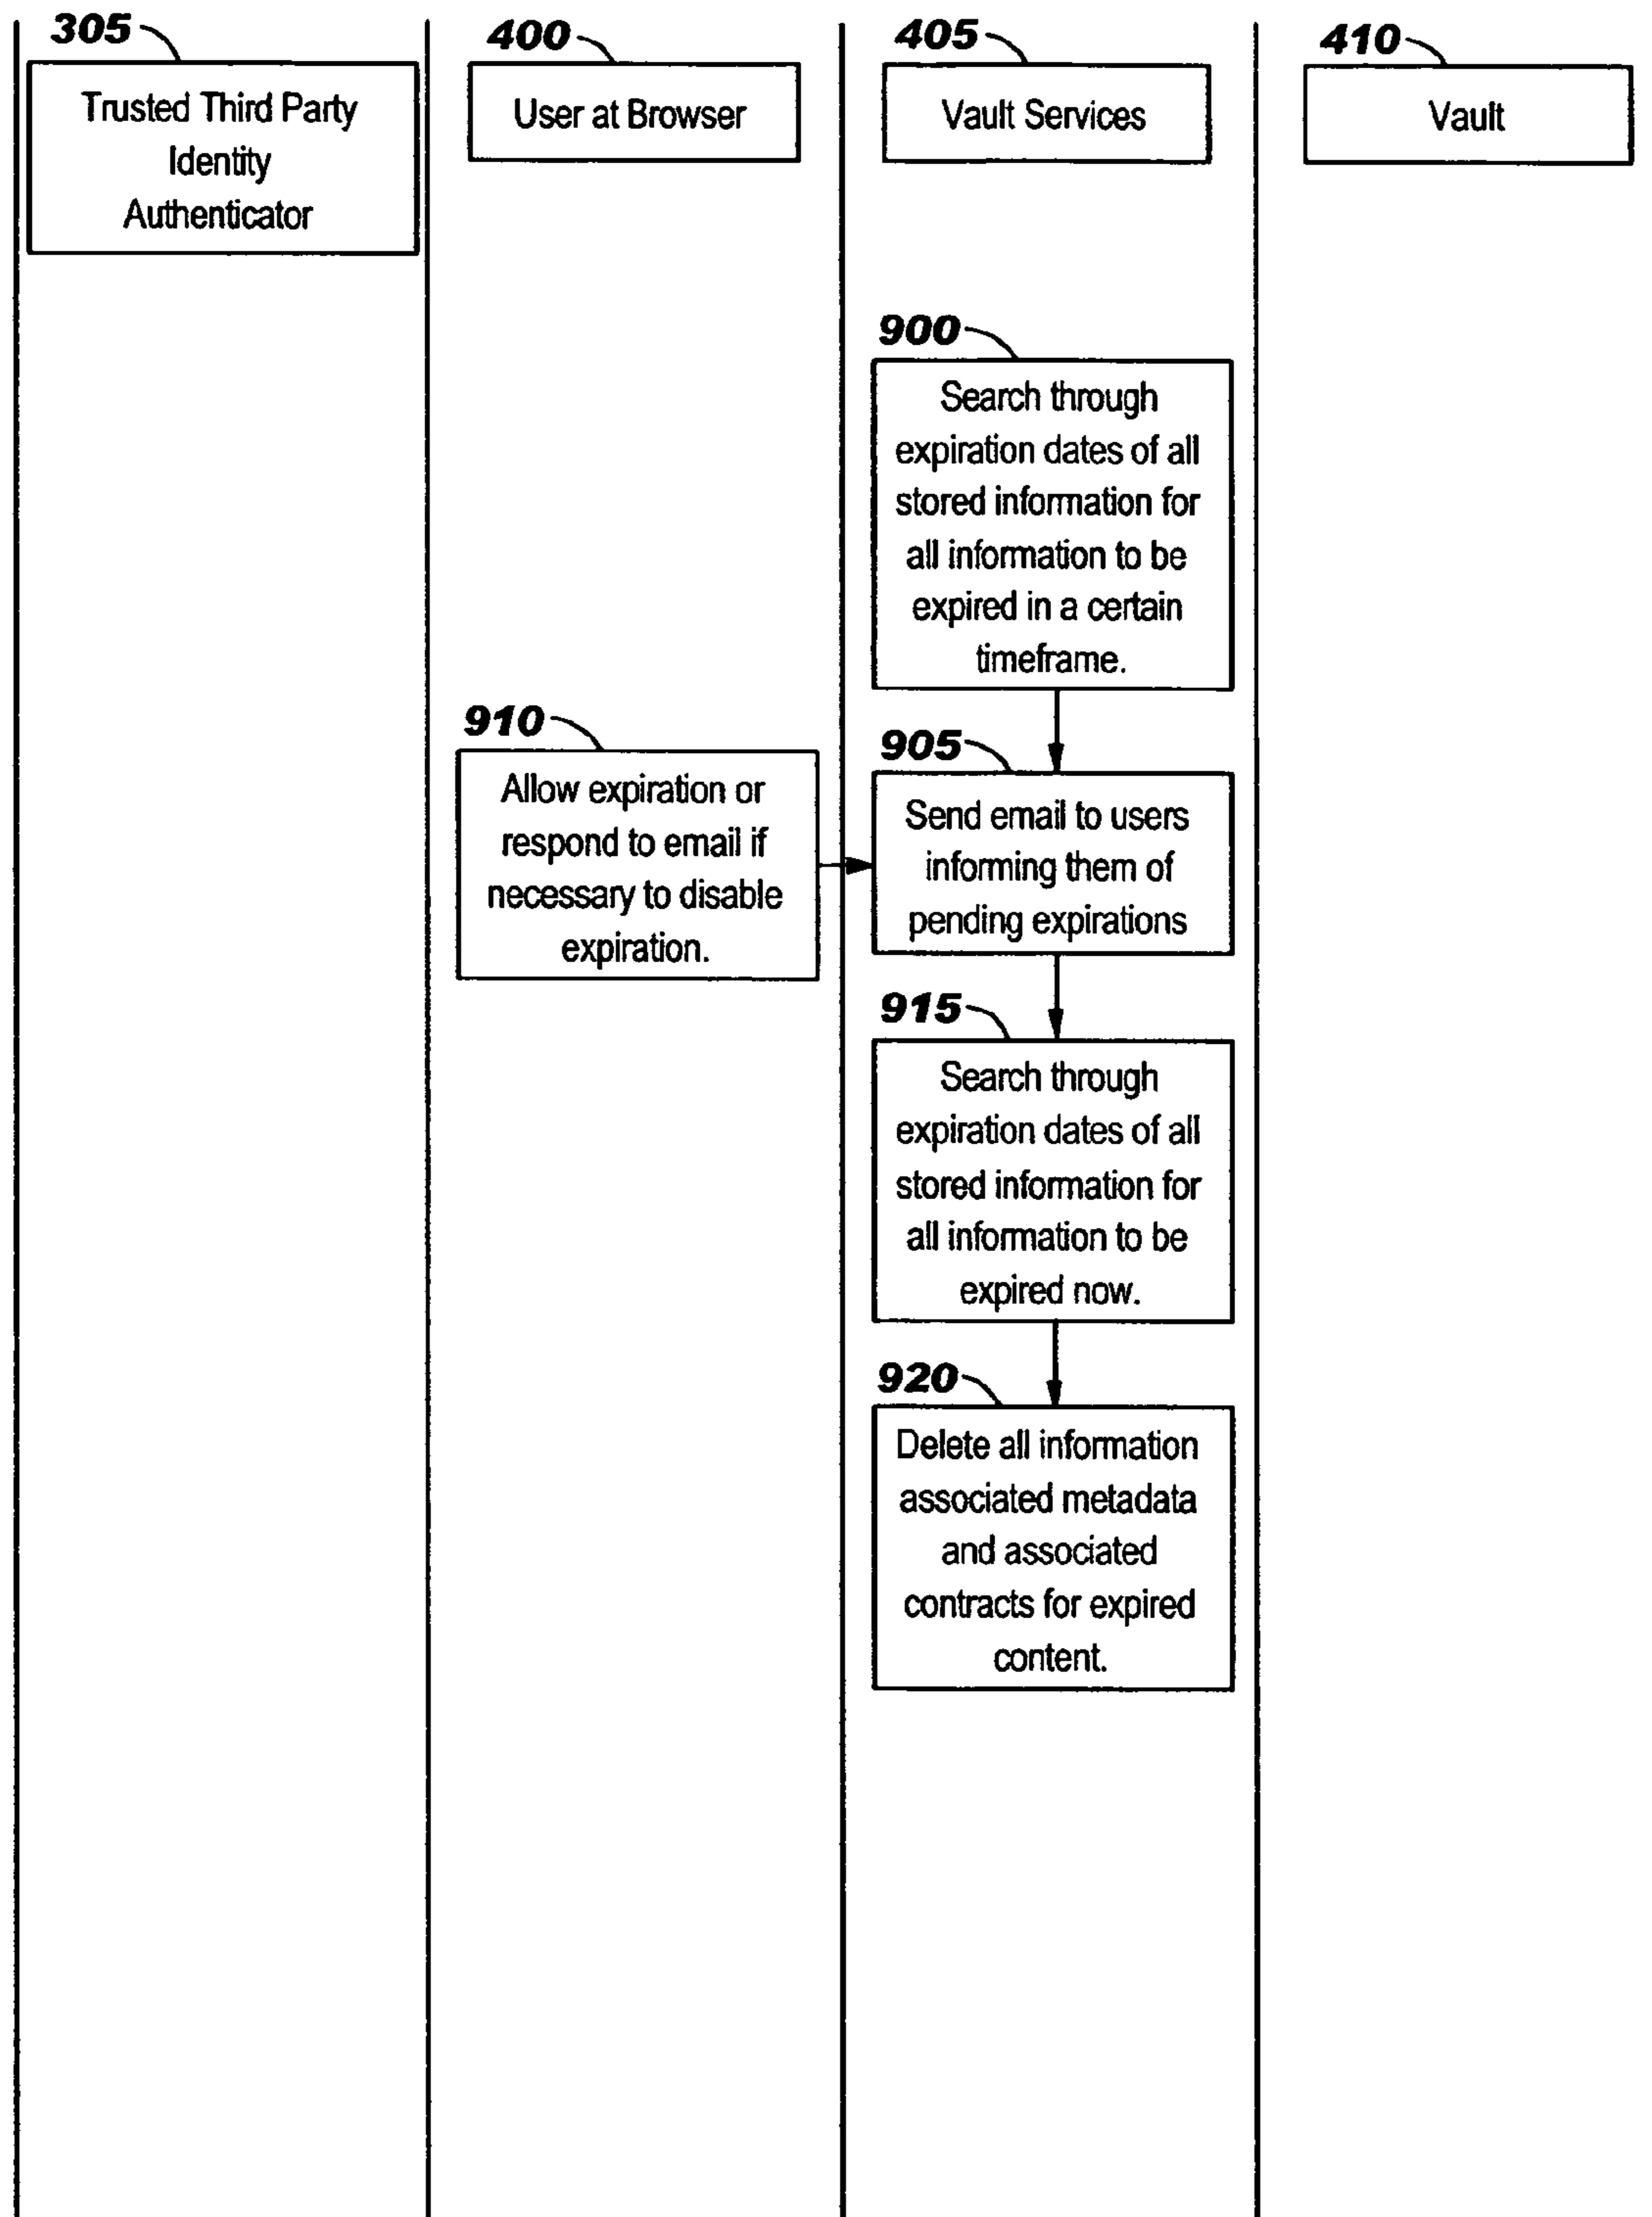 305
Trusted Third Party
Identity
Authenticator
400
User at Browser
405
Vault Services
410
Vault
900
Search through
expiration dates of all
stored information for
all information to be
expired in a certain
timeframe.
910
Allow expiration or
respond to email if
necessary to disable
expiration.
905
Send email to users
informing them of
pending expirations
915
Search through
expiration dates of all
stored information for
all information to be
expired now.
920
Delete all information
associated metadata
and associated
contracts for expired
content.